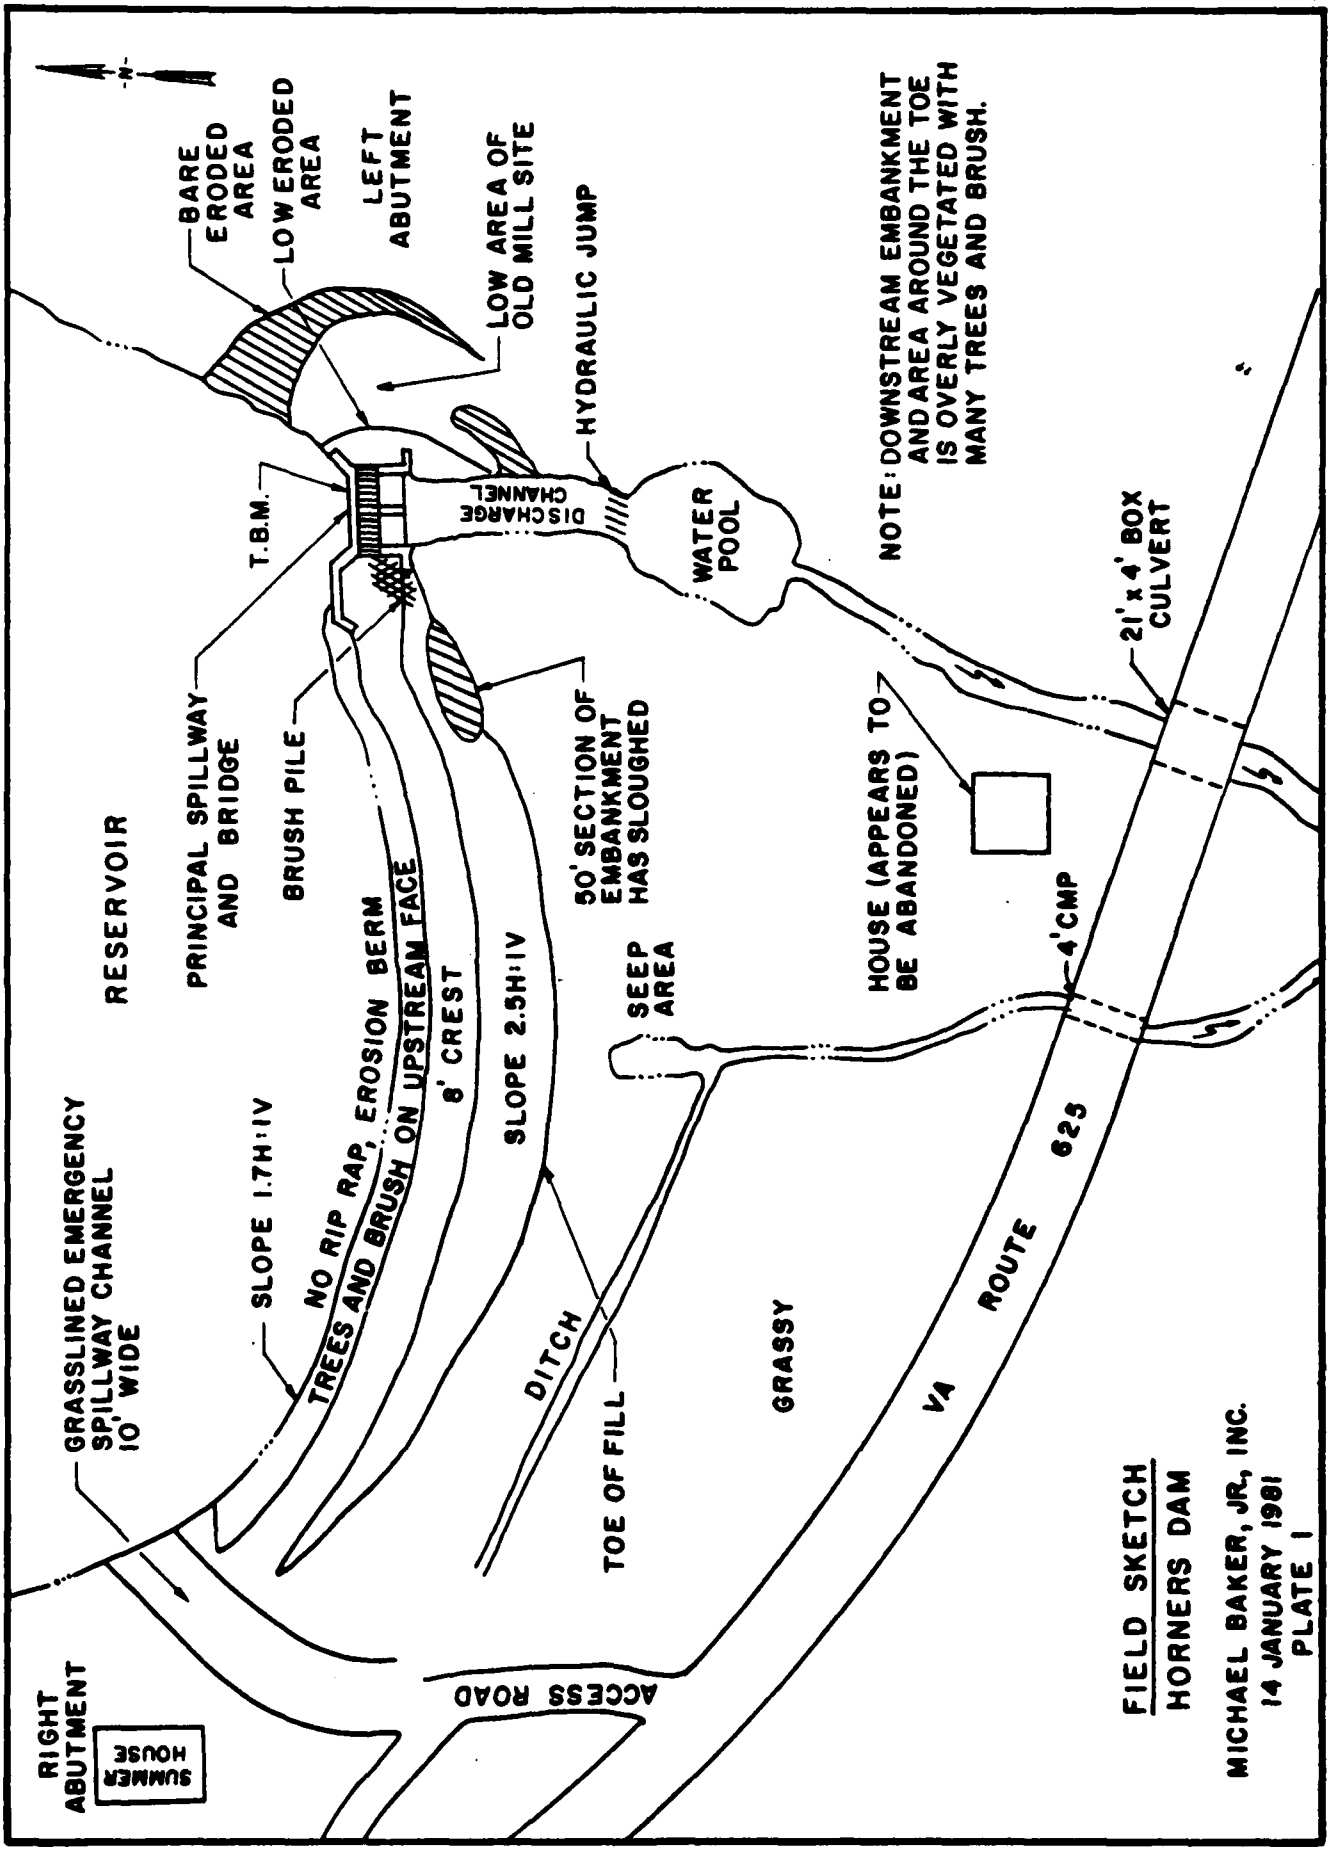 N
BARE
ERODED
AREA
LOW ERODED
AREA
LEFT
ABUTMENT
LOW AREA OF
OLD MILL SITE
HYDRAULIC JUMP
NOTE: DOWNSTREAM EMBANKMENT
AND AREA AROUND THE TOE
IS OVERLY VEGETATED WITH
MANY TREES AND BRUSH.
T.B.M.
DISCHARGE
CHANNEL
WATER
POOL
21' x 4' BOX
CULVERT
RESERVOIR
PRINCIPAL SPILLWAY
AND BRIDGE
BRUSH PILE
50' SECTION OF
EMBANKMENT
HAS SLOUGHED
HOUSE (APPEARS TO
BE ABANDONED)
SEEP
AREA
4' CMP
GRASSLINED EMERGENCY
SPILLWAY CHANNEL
10' WIDE
SLOPE 1.7H:1V
NO RIP RAP, EROSION BERM
TREES AND BRUSH ON UPSTREAM FACE
8' CREST
SLOPE 2.5H:1V
DITCH
TOE OF FILL
GRASSY
VA ROUTE 625
RIGHT
ABUTMENT
SUMMER
HOUSE
ACCESS ROAD
FIELD SKETCH
HORNERS DAM
MICHAEL BAKER, JR., INC.
14 JANUARY 1981
PLATE 1